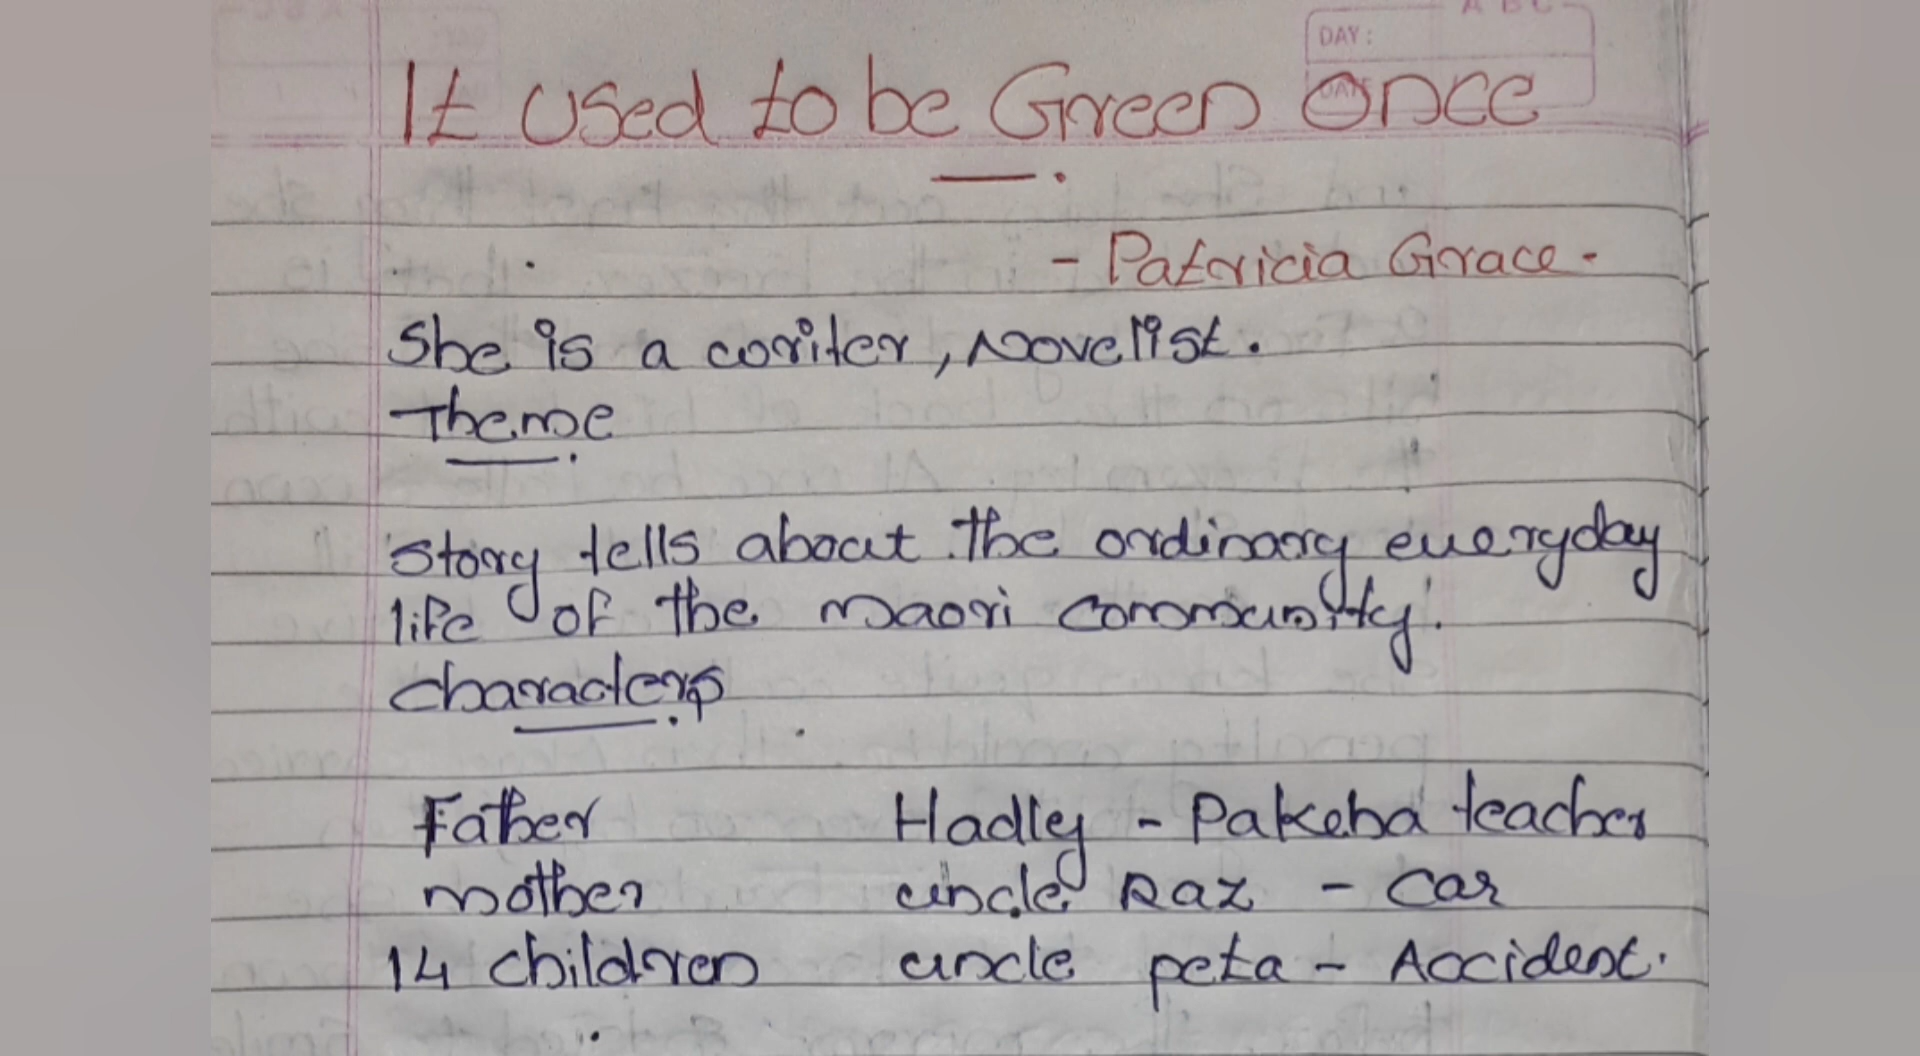 A B C
DAY:
It Used to be Green Once
- Patricia Grace -
She is a writer, Novelist.
Theme
Story tells about the ordinary everyday
life of the maori community.
characters
Father Hadley - Pakeha teacher
mother uncle Raz - Car
14 children uncle peta - Accident.